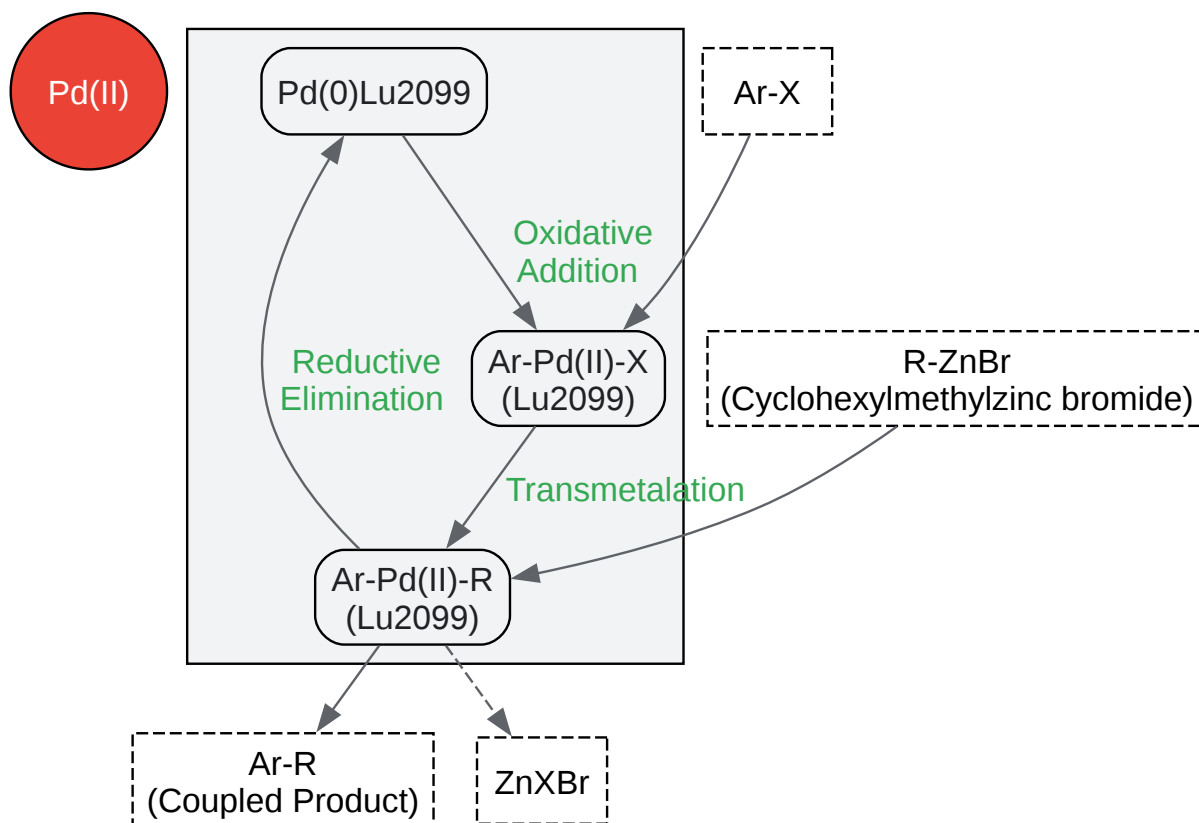 Pd(II)
Pd(0)Lu2099
Ar-X
Oxidative
Addition
Reductive
Elimination
Ar-Pd(II)-X
(Lu2099)
R-ZnBr
(Cyclohexylmethylzinc bromide)
Transmetalation
Ar-Pd(II)-R
(Lu2099)
Ar-R
(Coupled Product)
ZnXBr